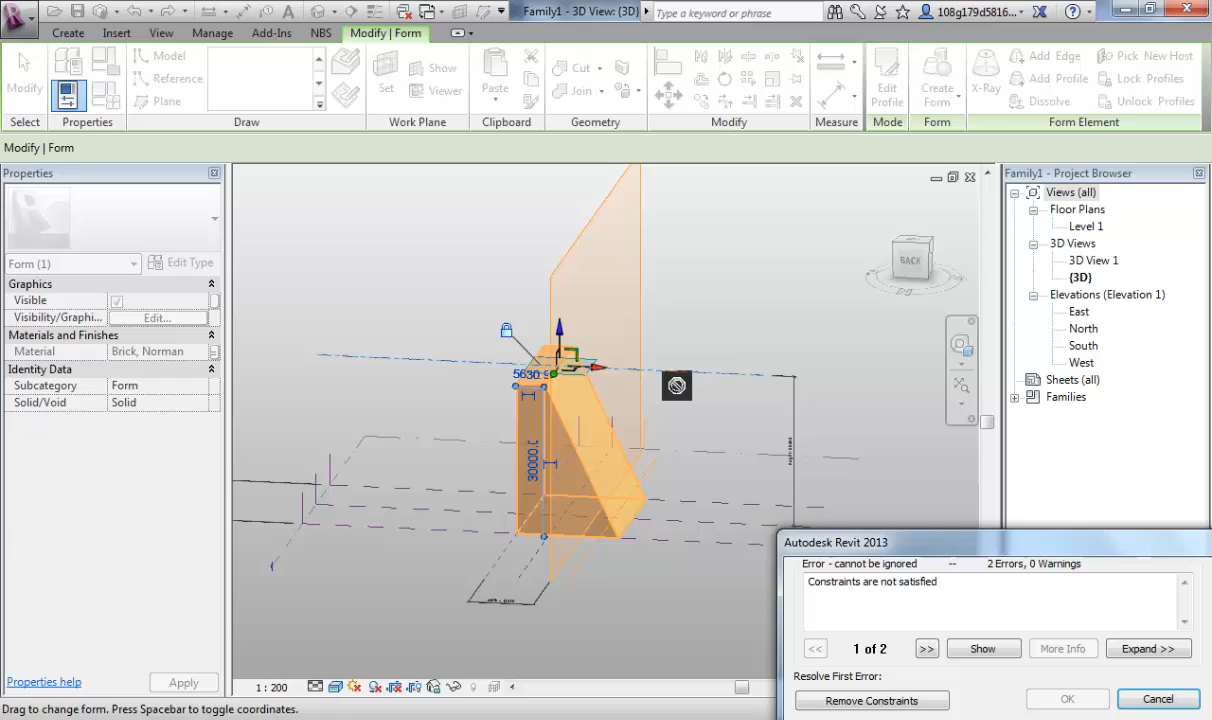 Family1 - 3D View: {3D}
Type a keyword or phrase
108g179d5816...
Create
Insert
View
Manage
Add-Ins
NBS
Modify | Form
Modify
Model
Reference
Plane
Set
Show
Viewer
Paste
Cut
Join
Edit
Profile
Create
Form
X-Ray
Add Edge
Add Profile
Dissolve
Pick New Host
Lock Profiles
Unlock Profiles
Select
Properties
Draw
Work Plane
Clipboard
Geometry
Modify
Measure
Mode
Form
Form Element
Modify | Form
Properties
Form (1)
Edit Type
Graphics
Visible
Visibility/Graphi...
Edit...
Materials and Finishes
Material
Brick, Norman
Identity Data
Subcategory
Form
Solid/Void
Solid
Properties help
Apply
BACK
1 : 200
Family1 - Project Browser
Views (all)
Floor Plans
Level 1
3D Views
3D View 1
{3D}
Elevations (Elevation 1)
East
North
South
West
Sheets (all)
Families
Autodesk Revit 2013
Error - cannot be ignored -- 2 Errors, 0 Warnings
Constraints are not satisfied
<<
1 of 2
>>
Show
More Info
Expand >>
Resolve First Error:
Remove Constraints
OK
Cancel
Drag to change form. Press Spacebar to toggle coordinates.